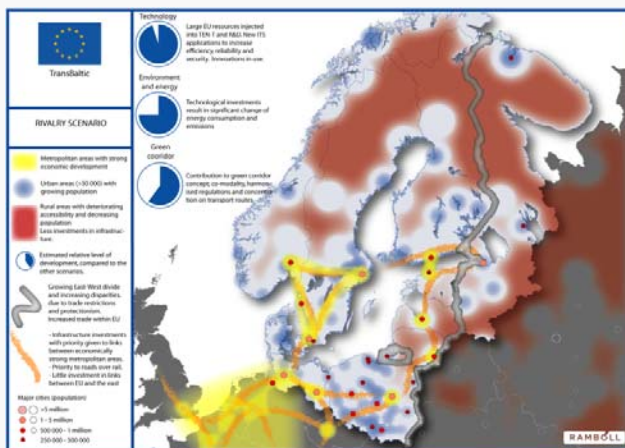 TransBaltic
RIVALRY SCENARIO
Metropolitan areas with strong
economic development
Urban areas (>50 000) with
growing population
Rural areas with deteriorating
accessibility and decreasing
population
Less investments in infrastruc-
ture.
Estimated relative level of
development, compared to the
other scenarios.
Growing East-West divide
and increasing disparities,
due to trade restrictions
and protectionism.
Increased trade within EU
- Infrastructure investments
with priority given to links
between economically
strong metropolitan areas.
- Priority to roads over rail.
- Little investment in links
between EU and the east
Major cities (population)
>5 million
1 - 5 million
500 000 - 1 million
250 000 - 500 000
Technology
Large EU resources injected
into TEN-T and R&D. New ITS
applications to increase
efficiency, reliability and
security. Innovations in use
Environment
and energy
Technological investments
result in significant change of
energy consumption and
emissions
Green
corridor
Contribution to green corridor
concept; co-modality, harmon-
ised regulations and concentra-
tion on transport routes.
RAMBOLL